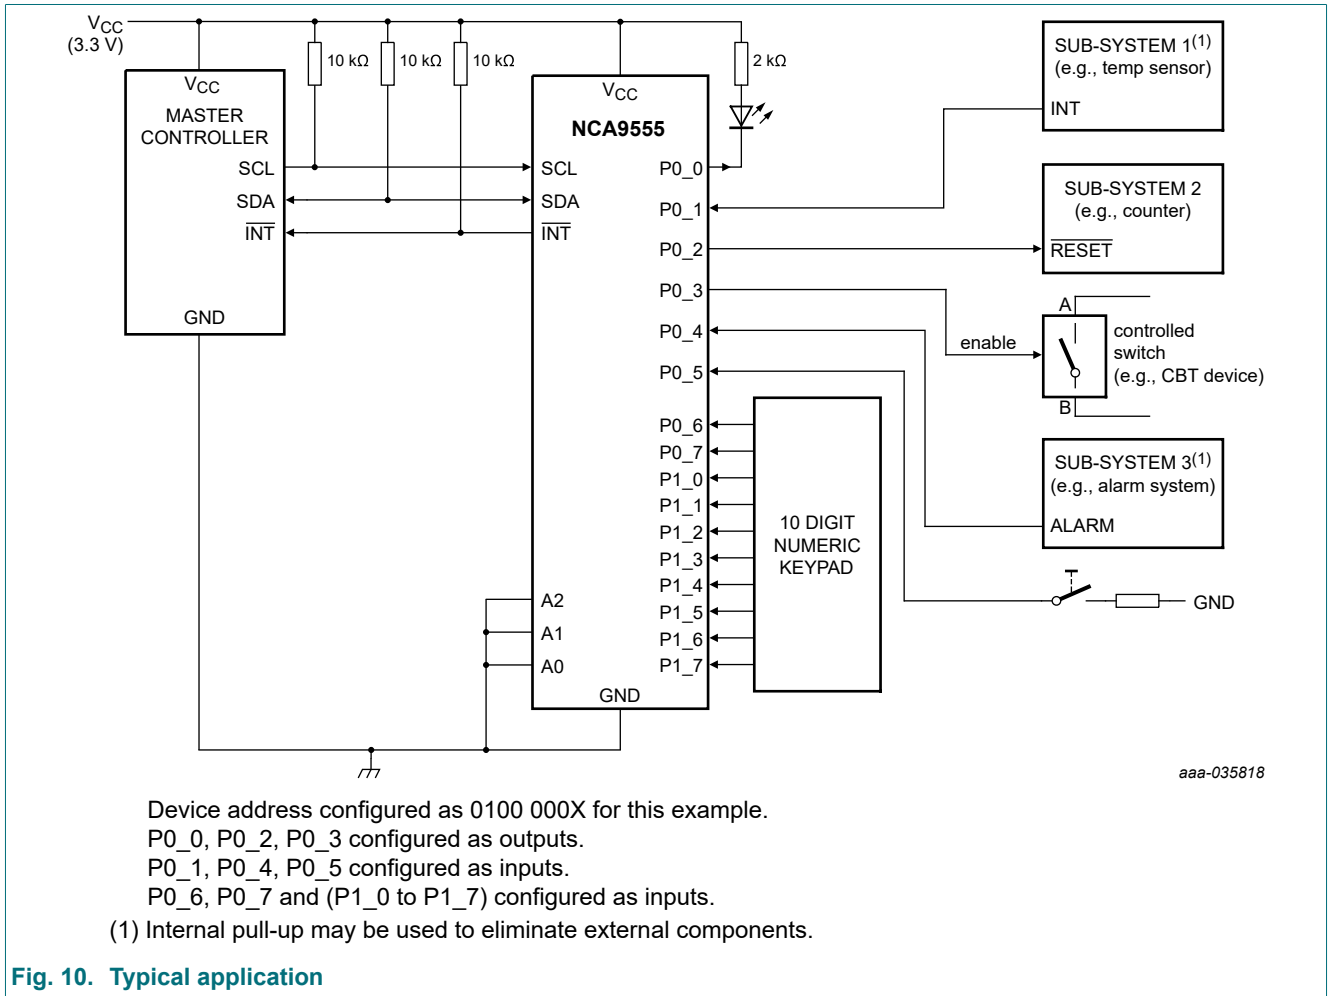 VCC
(3.3 V)
10 kΩ
10 kΩ
10 kΩ
2 kΩ
VCC
MASTER
CONTROLLER
SCL
SDA
INT
GND
VCC
NCA9555
SCL
SDA
INT
A2
A1
A0
GND
P0_0
P0_1
P0_2
P0_3
P0_4
P0_5
P0_6
P0_7
P1_0
P1_1
P1_2
P1_3
P1_4
P1_5
P1_6
P1_7
10 DIGIT
NUMERIC
KEYPAD
SUB-SYSTEM 1(1)
(e.g., temp sensor)
INT
SUB-SYSTEM 2
(e.g., counter)
RESET
A
enable
B
controlled
switch
(e.g., CBT device)
SUB-SYSTEM 3(1)
(e.g., alarm system)
ALARM
GND
aaa-035818
Device address configured as 0100 000X for this example.
P0_0, P0_2, P0_3 configured as outputs.
P0_1, P0_4, P0_5 configured as inputs.
P0_6, P0_7 and (P1_0 to P1_7) configured as inputs.
(1) Internal pull-up may be used to eliminate external components.
Fig. 10. Typical application